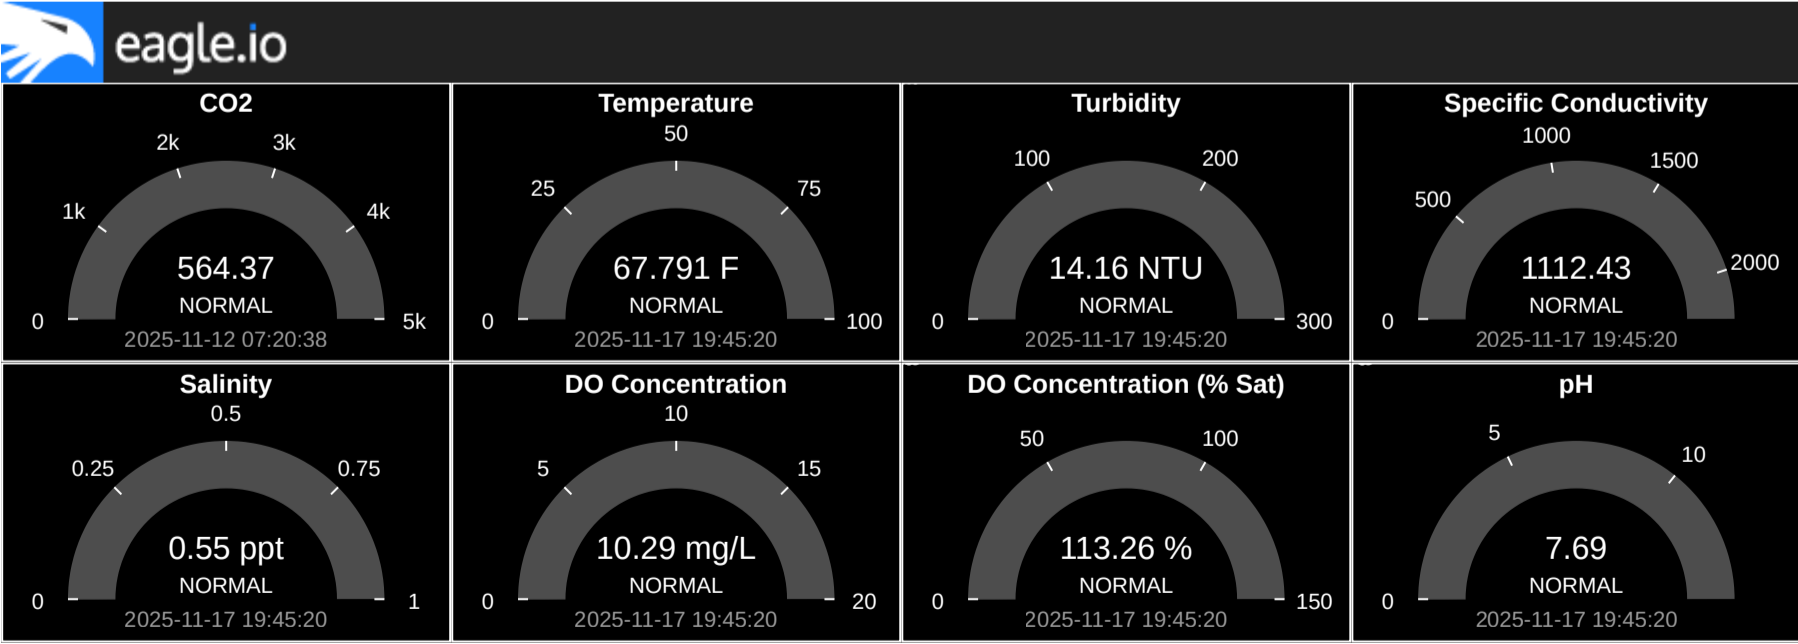 eagle.io
CO2
2k
3k
1k
4k
564.37
NORMAL
0
5k
2025-11-12 07:20:38
Temperature
50
25
75
67.791 F
NORMAL
0
100
2025-11-17 19:45:20
Turbidity
100
200
14.16 NTU
NORMAL
0
300
2025-11-17 19:45:20
Specific Conductivity
1000
1500
500
2000
1112.43
NORMAL
0
2025-11-17 19:45:20
Salinity
0.5
0.25
0.75
0.55 ppt
NORMAL
0
1
2025-11-17 19:45:20
DO Concentration
10
5
15
10.29 mg/L
NORMAL
0
20
2025-11-17 19:45:20
DO Concentration (% Sat)
50
100
113.26 %
NORMAL
0
150
2025-11-17 19:45:20
pH
5
10
7.69
NORMAL
0
2025-11-17 19:45:20